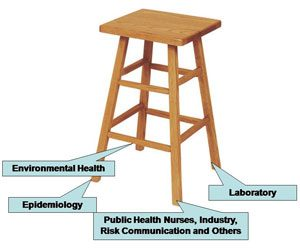 Environmental Health
Epidemiology
Laboratory
Public Health Nurses, Industry,
Risk Communication and Others